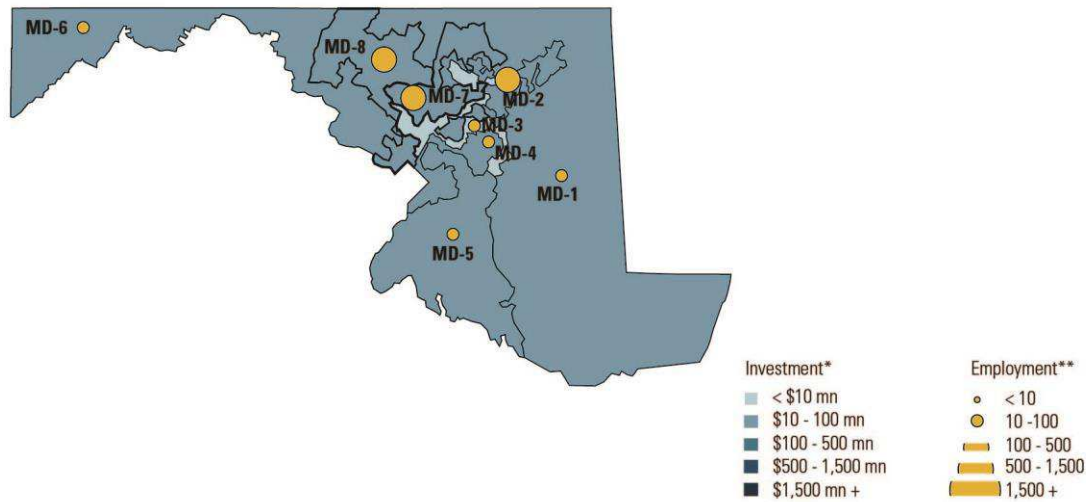 MD-6
MD-8
MD-7
MD-2
MD-3
MD-4
MD-1
MD-5
Investment*
< $10 mn
$10 - 100 mn
$100 - 500 mn
$500 - 1,500 mn
$1,500 mn +
Employment**
< 10
10 -100
100 - 500
500 - 1,500
1,500 +